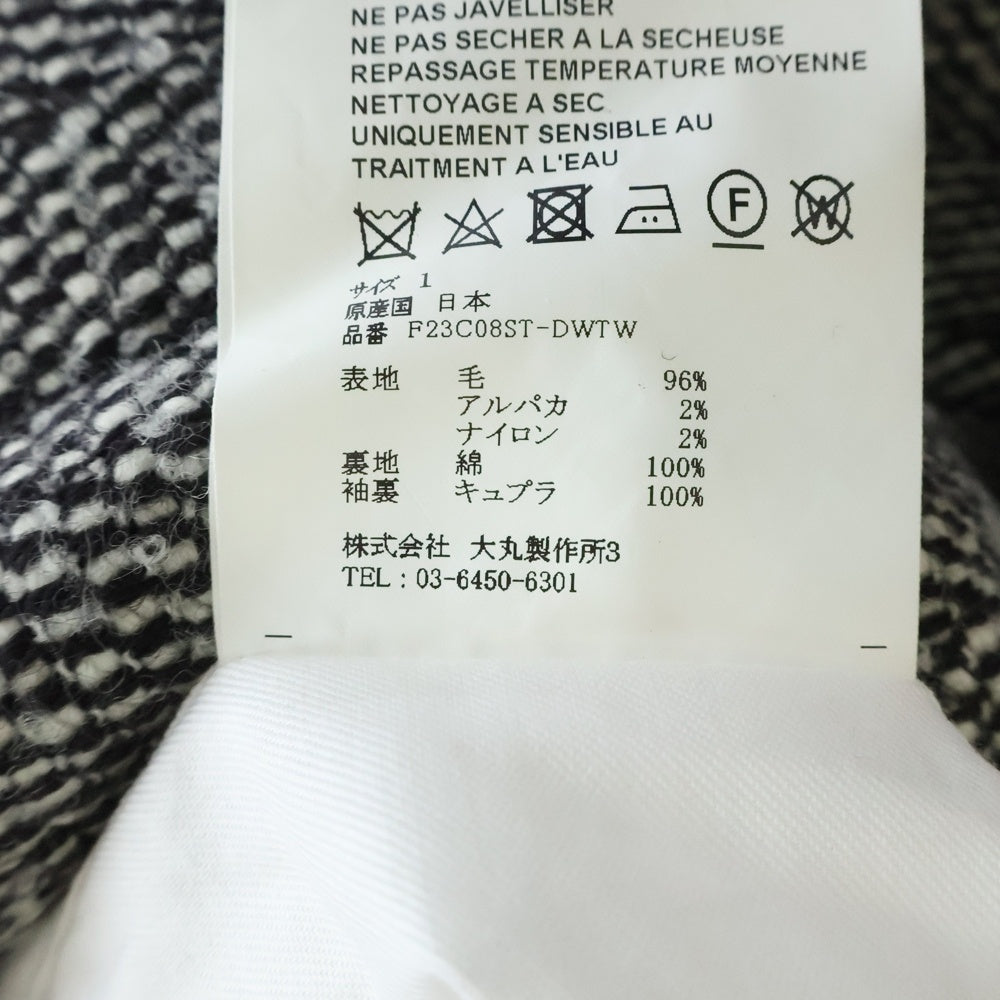 NE PAS JAVELLISER
NE PAS SECHER A LA SECHEUSE
REPASSAGE TEMPERATURE MOYENNE
NETTOYAGE A SEC
UNIQUEMENT SENSIBLE AU
TRAITMENT A L'EAU
F W
サイズ 1
原産国 日本
品番 F23C08ST-DWTW
表地 毛 96%
アルパカ 2%
ナイロン 2%
裏地 綿 100%
袖裏 キュプラ 100%
株式会社 大丸製作所3
TEL : 03-6450-6301